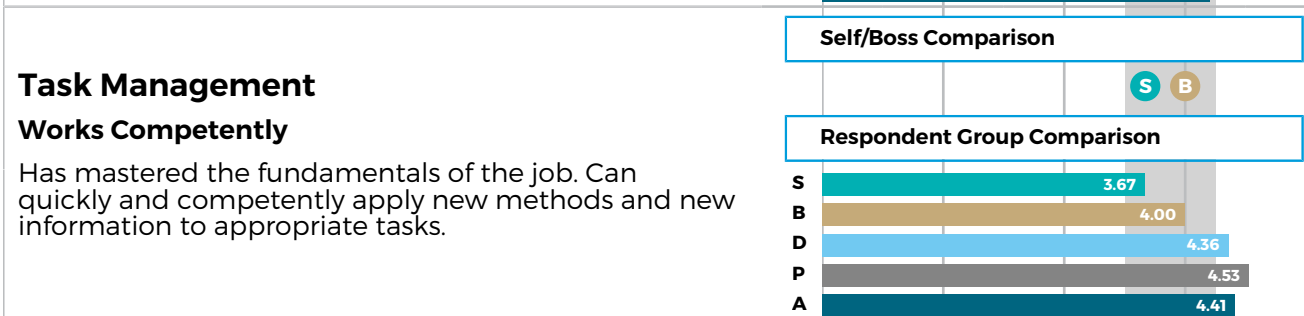 Self/Boss Comparison
Task Management
S B
Works Competently
Respondent Group Comparison
Has mastered the fundamentals of the job. Can
quickly and competently apply new methods and new
information to appropriate tasks.
S 3.67
B 4.00
D 4.36
P 4.53
A 4.41